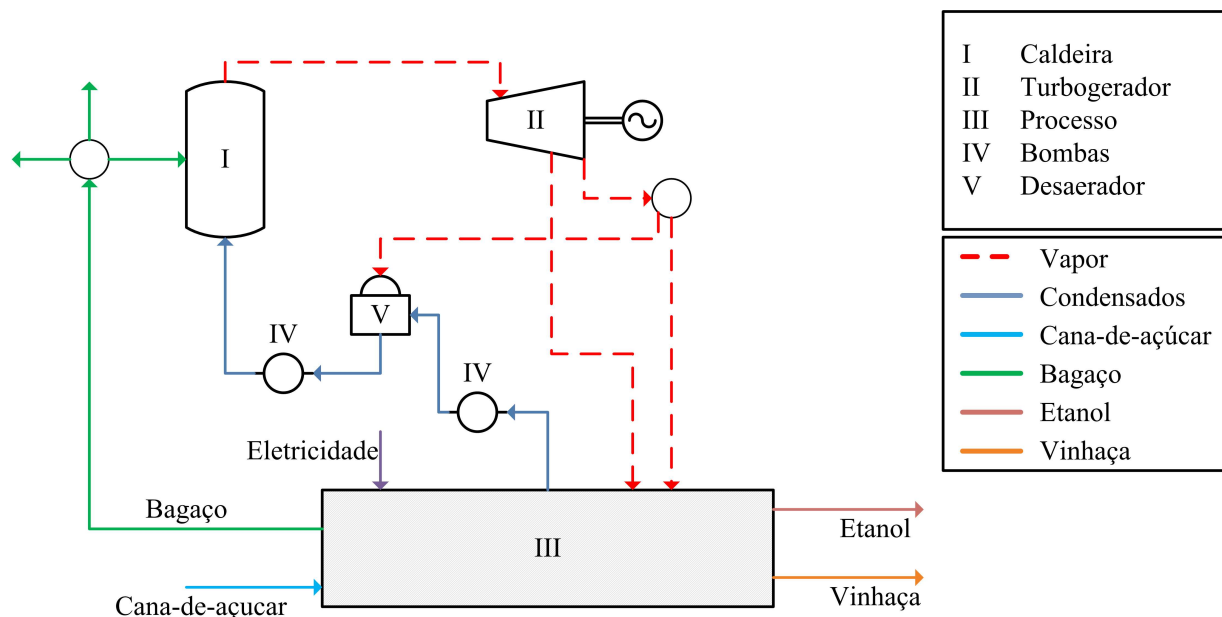 I Caldeira
II Turbogerador
III Processo
IV Bombas
V Desaerador
Vapor
Condensados
Cana-de-açúcar
Bagaço
Etanol
Vinhaça
I
II
V
IV
IV
Eletricidade
Bagaço
III
Etanol
Cana-de-açucar
Vinhaça